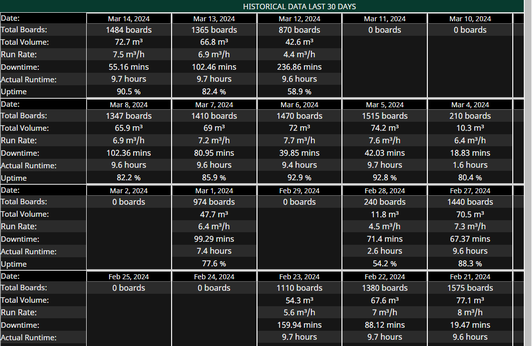 HISTORICAL DATA LAST 30 DAYS
Date: Mar 14, 2024 Mar 13, 2024 Mar 12, 2024 Mar 11, 2024 Mar 10, 2024
Total Boards: 1484 boards 1365 boards 870 boards 0 boards 0 boards
Total Volume: 72.7 m³ 66.8 m³ 42.6 m³
Run Rate: 7.5 m³/h 6.9 m³/h 4.4 m³/h
Downtime: 55.16 mins 102.46 mins 236.86 mins
Actual Runtime: 9.7 hours 9.7 hours 9.6 hours
Uptime 90.5 % 82.4 % 58.9 %
Date: Mar 8, 2024 Mar 7, 2024 Mar 6, 2024 Mar 5, 2024 Mar 4, 2024
Total Boards: 1347 boards 1410 boards 1470 boards 1515 boards 210 boards
Total Volume: 65.9 m³ 69 m³ 72 m³ 74.2 m³ 10.3 m³
Run Rate: 6.9 m³/h 7.2 m³/h 7.7 m³/h 7.6 m³/h 6.4 m³/h
Downtime: 102.36 mins 80.95 mins 39.85 mins 42.03 mins 18.83 mins
Actual Runtime: 9.6 hours 9.6 hours 9.4 hours 9.7 hours 1.6 hours
Uptime 82.2 % 85.9 % 92.9 % 92.8 % 80.4 %
Date: Mar 2, 2024 Mar 1, 2024 Feb 29, 2024 Feb 28, 2024 Feb 27, 2024
Total Boards: 0 boards 974 boards 0 boards 240 boards 1440 boards
Total Volume: 47.7 m³ 11.8 m³ 70.5 m³
Run Rate: 6.4 m³/h 4.5 m³/h 7.3 m³/h
Downtime: 99.29 mins 71.4 mins 67.37 mins
Actual Runtime: 7.4 hours 2.6 hours 9.6 hours
Uptime 77.6 % 54.2 % 88.3 %
Date: Feb 25, 2024 Feb 24, 2024 Feb 23, 2024 Feb 22, 2024 Feb 21, 2024
Total Boards: 0 boards 0 boards 1110 boards 1380 boards 1575 boards
Total Volume: 54.3 m³ 67.6 m³ 77.1 m³
Run Rate: 5.6 m³/h 7 m³/h 8 m³/h
Downtime: 159.94 mins 88.12 mins 19.47 mins
Actual Runtime: 9.7 hours 9.7 hours 9.6 hours